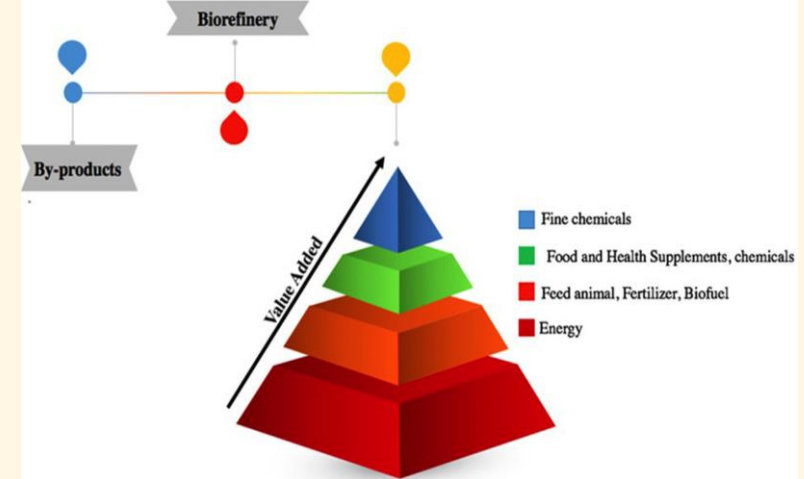 Biorefinery
By-products
Value Added
Fine chemicals
Food and Health Supplements, chemicals
Feed animal, Fertilizer, Biofuel
Energy